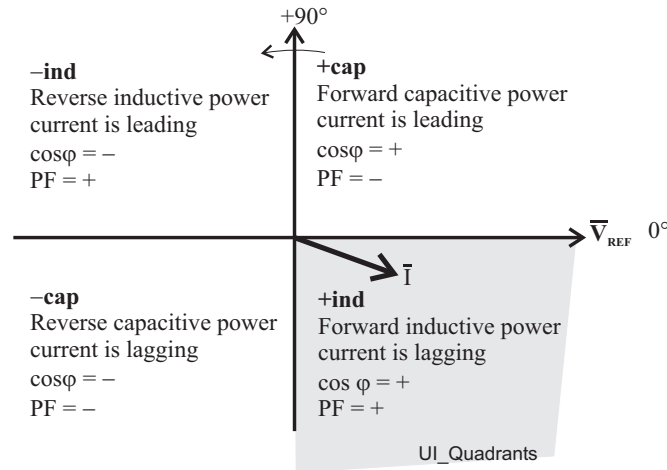 +90°
–ind
Reverse inductive power
current is leading
cosφ = –
PF = +
+cap
Forward capacitive power
current is leading
cosφ = +
PF = –
V̅REF 0°
I̅
–cap
Reverse capacitive power
current is lagging
cosφ = –
PF = –
+ind
Forward inductive power
current is lagging
cos φ = +
PF = +
UI_Quadrants